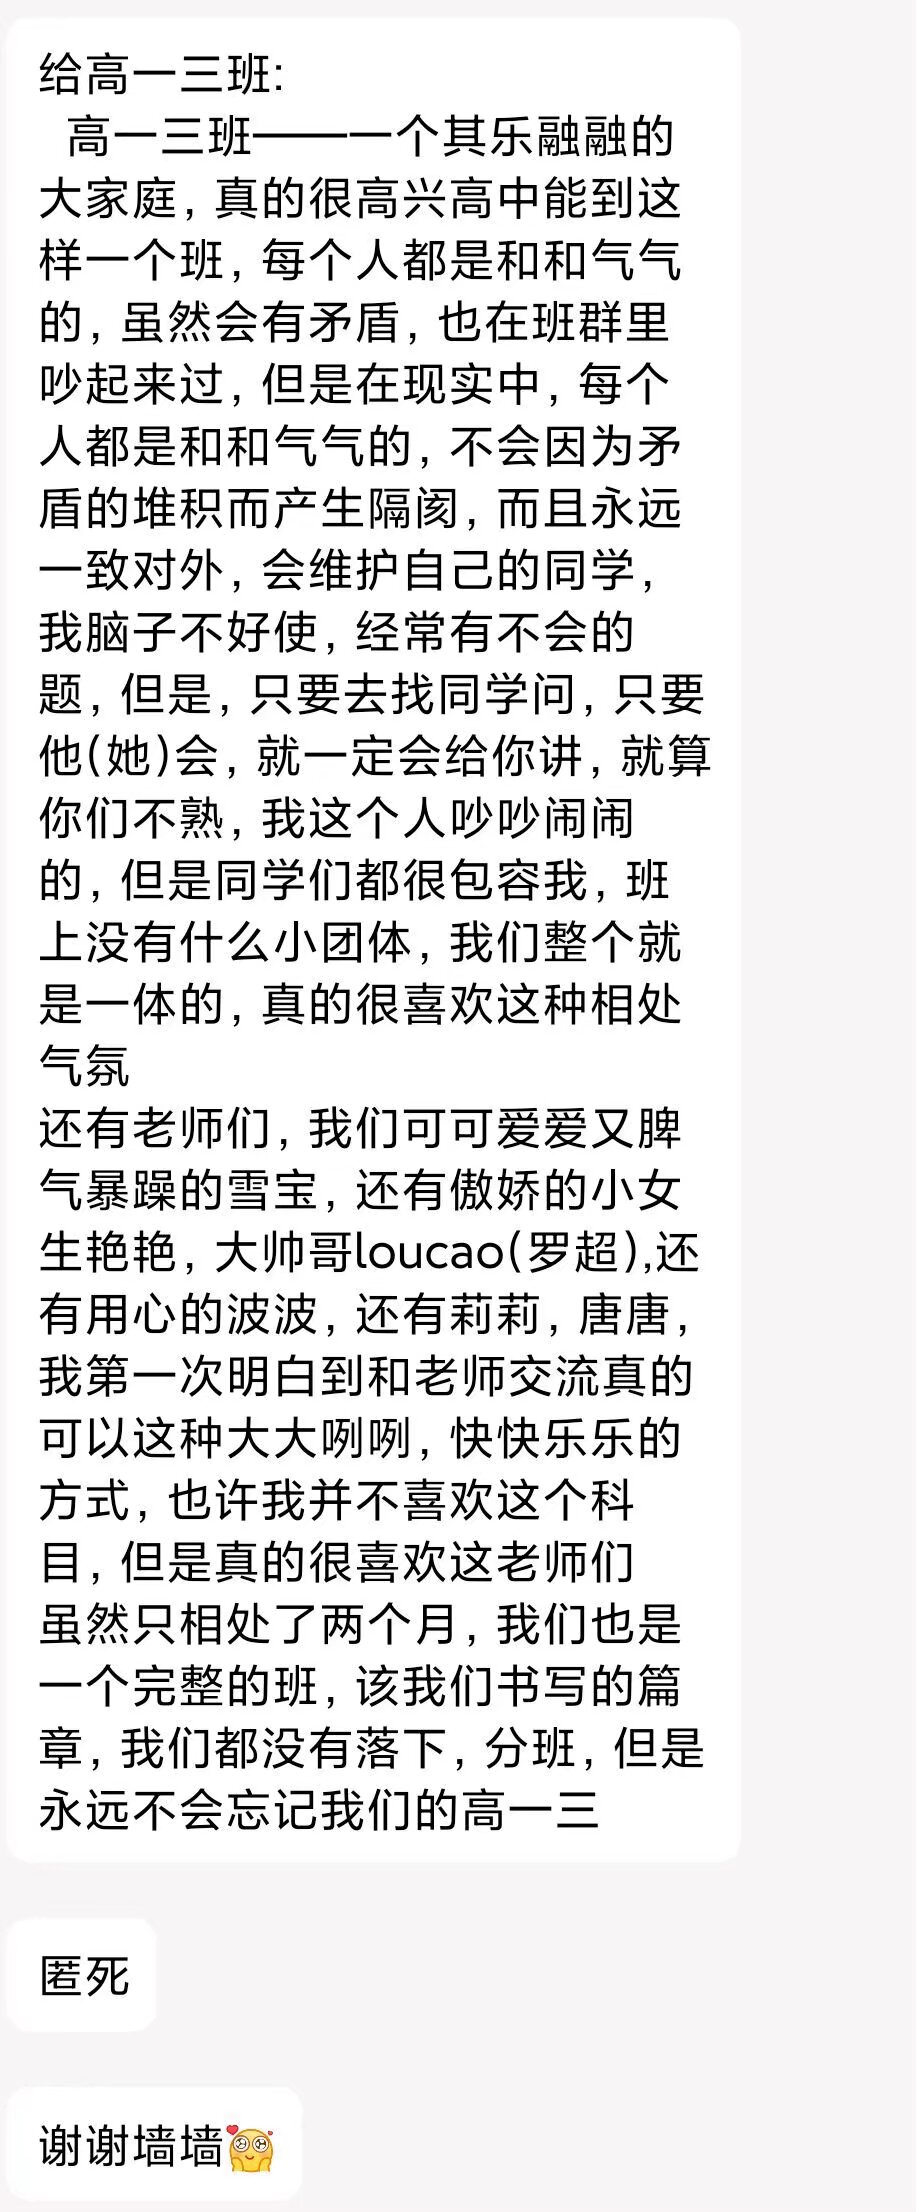 给高一三班:
高一三班——一个其乐融融的
大家庭，真的很高兴高中能到这
样一个班，每个人都是和和气气
的，虽然会有矛盾，也在班群里
吵起来过，但是在现实中，每个
人都是和和气气的，不会因为矛
盾的堆积而产生隔阂，而且永远
一致对外，会维护自己的同学，
我脑子不好使，经常有不会的
题，但是，只要去找同学问，只要
他(她)会，就一定会给你讲，就算
你们不熟，我这个人吵吵闹闹
的，但是同学们都很包容我，班
上没有什么小团体，我们整个就
是一体的，真的很喜欢这种相处
气氛
还有老师们，我们可可爱爱又脾
气暴躁的雪宝，还有傲娇的小女
生艳艳，大帅哥loucao(罗超),还
有用心的波波，还有莉莉，唐唐，
我第一次明白到和老师交流真的
可以这种大大咧咧，快快乐乐的
方式，也许我并不喜欢这个科
目，但是真的很喜欢这老师们
虽然只相处了两个月，我们也是
一个完整的班，该我们书写的篇
章，我们都没有落下，分班，但是
永远不会忘记我们的高一三
匿死
谢谢墙墙